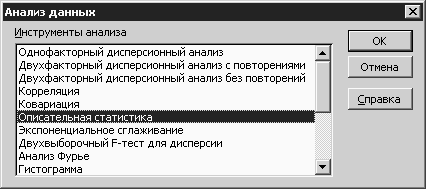 Анализ данных
Инструменты анализа
OK
Однофакторный дисперсионный анализ
Двухфакторный дисперсионный анализ с повторениями
Двухфакторный дисперсионный анализ без повторений
Корреляция
Ковариация
Описательная статистика
Экспоненциальное сглаживание
Двухвыборочный F-тест для дисперсии
Анализ Фурье
Гистограмма
Отмена
Справка